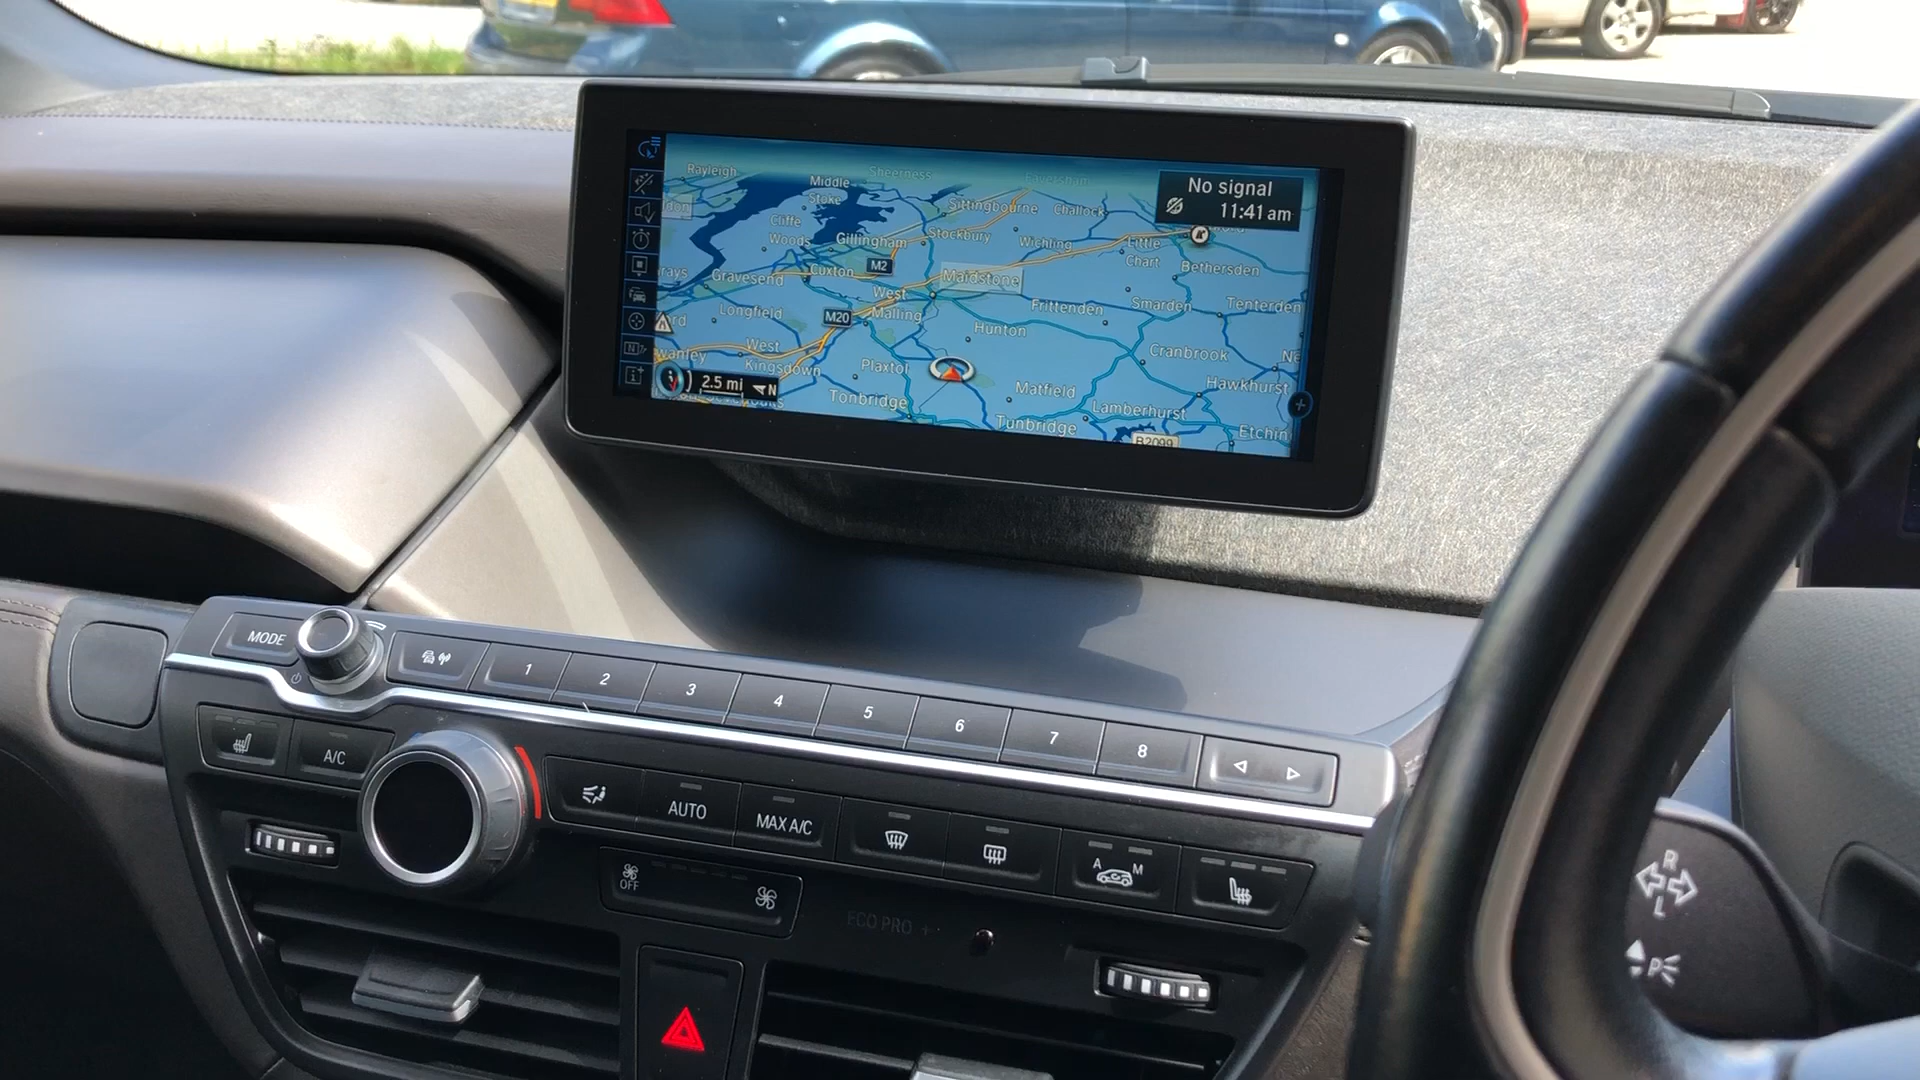 Rayleigh
Middle
Stoke
Sheerness
Faversham
No signal
11:41 am
Cliffe
Woods
Sittingbourne
Challock
Gillingham
Stockbury
Wichling
Little
Chart
Bethersden
M2
Gravesend
Cuxton
Maidstone
West
Malling
Frittenden
Smarden
Tenterden
Longfield
M20
Hunton
West
Kingsdown
Plaxtol
Cranbrook
2.5 mi
N
Matfield
Hawkhurst
Tonbridge
Lamberhurst
Tunbridge
B2099
Etchin
MODE
1
2
3
4
5
6
7
8
A/C
AUTO
MAX A/C
A
M
OFF
ECO PRO +
R
L
P